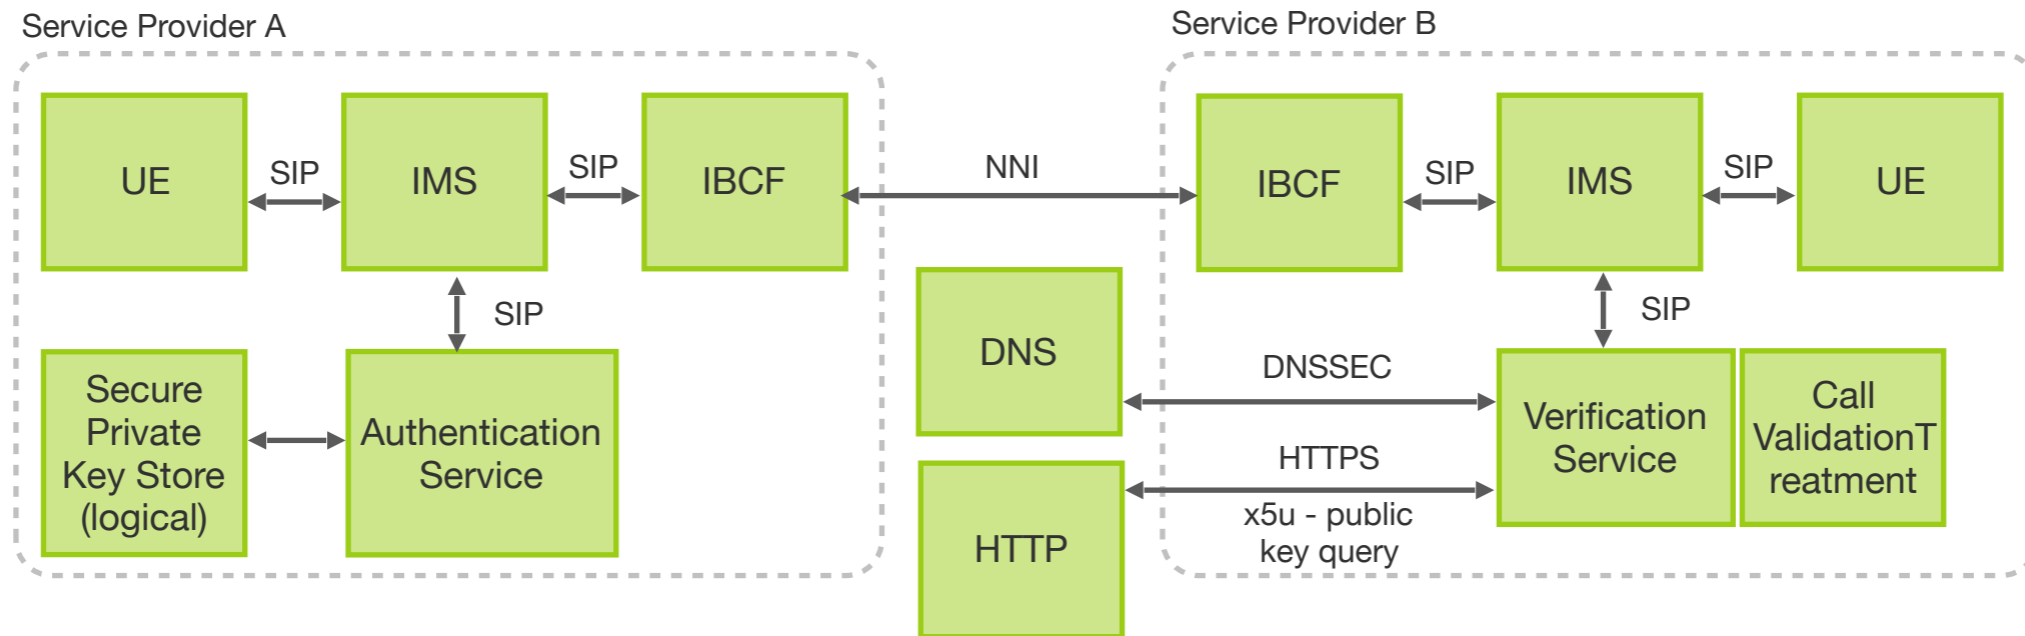 Service Provider A
Service Provider B
UE
SIP
IMS
SIP
IBCF
NNI
IBCF
SIP
IMS
SIP
UE
SIP
SIP
DNS
DNSSEC
Secure
Private
Key Store
(logical)
Authentication
Service
Verification
Service
Call
ValidationT
reatment
HTTPS
x5u - public
key query
HTTP